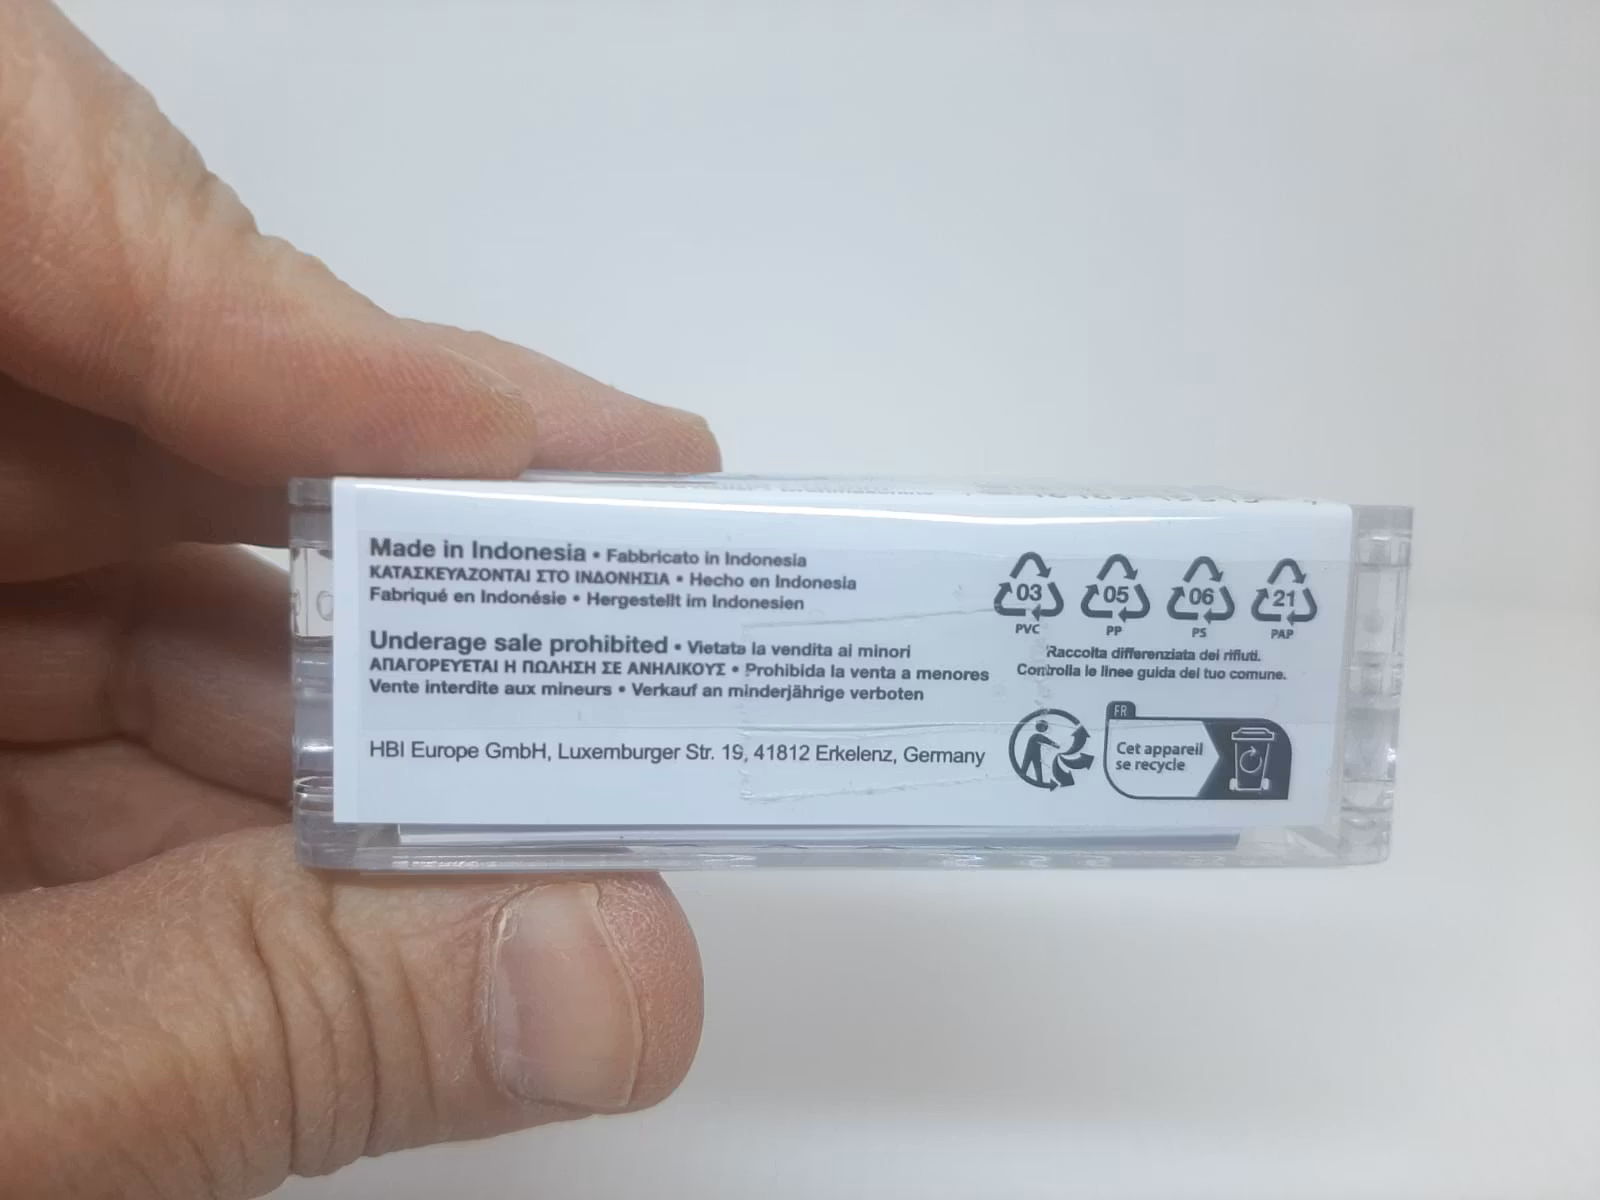 Made in Indonesia • Fabbricato in Indonesia
ΚΑΤΑΣΚΕΥΑΖΟΝΤΑΙ ΣΤΟ ΙΝΔΟΝΗΣΙΑ • Hecho en Indonesia
Fabriqué en Indonésie • Hergestellt im Indonesien
Underage sale prohibited • Vietata la vendita ai minori
ΑΠΑΓΟΡΕΥΕΤΑΙ Η ΠΩΛΗΣΗ ΣΕ ΑΝΗΛΙΚΟΥΣ • Prohibida la venta a menores
Vente interdite aux mineurs • Verkauf an minderjährige verboten
HBI Europe GmbH, Luxemburger Str. 19, 41812 Erkelenz, Germany
03 05 06 21
PVC PP PS PAP
Raccolta differenziata dei rifiuti.
Controlla le linee guida del tuo comune.
FR
Cet appareil
se recycle